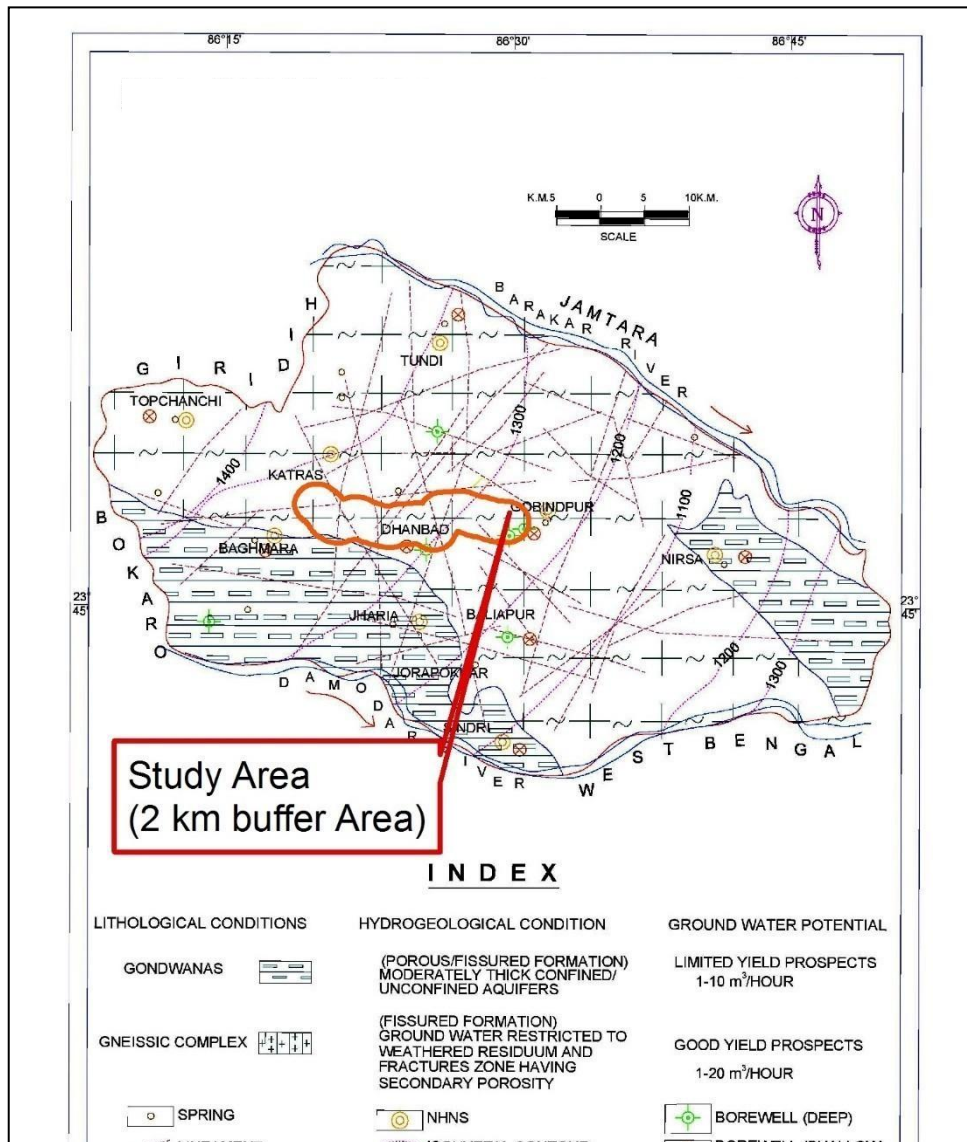 86°15' 86°30' 86°45'
K.M.5 0 5 10K.M.
SCALE
N
GIRIDIH
BARAKAR RIVER
JAMTARA
TUNDI
TOPCHANCHI
1300
1200
1400
KATRAS
1100
GOBINDPUR
DHANBAD
BOKARO
BAGHMARA
NIRSA
23°45' 23°45'
JHARIA
BALIAPUR
1200
JORAPOKHAR
1300
DAMODAR RIVER
SINDRI
WEST BENGAL
Study Area
(2 km buffer Area)
INDEX
LITHOLOGICAL CONDITIONS HYDROGEOLOGICAL CONDITION GROUND WATER POTENTIAL
GONDWANAS
(POROUS/FISSURED FORMATION)
MODERATELY THICK CONFINED/
UNCONFINED AQUIFERS
LIMITED YIELD PROSPECTS
1-10 m³/HOUR
GNEISSIC COMPLEX
(FISSURED FORMATION)
GROUND WATER RESTRICTED TO
WEATHERED RESIDUUM AND
FRACTURES ZONE HAVING
SECONDARY POROSITY
GOOD YIELD PROSPECTS
1-20 m³/HOUR
SPRING NHNS BOREWELL (DEEP)